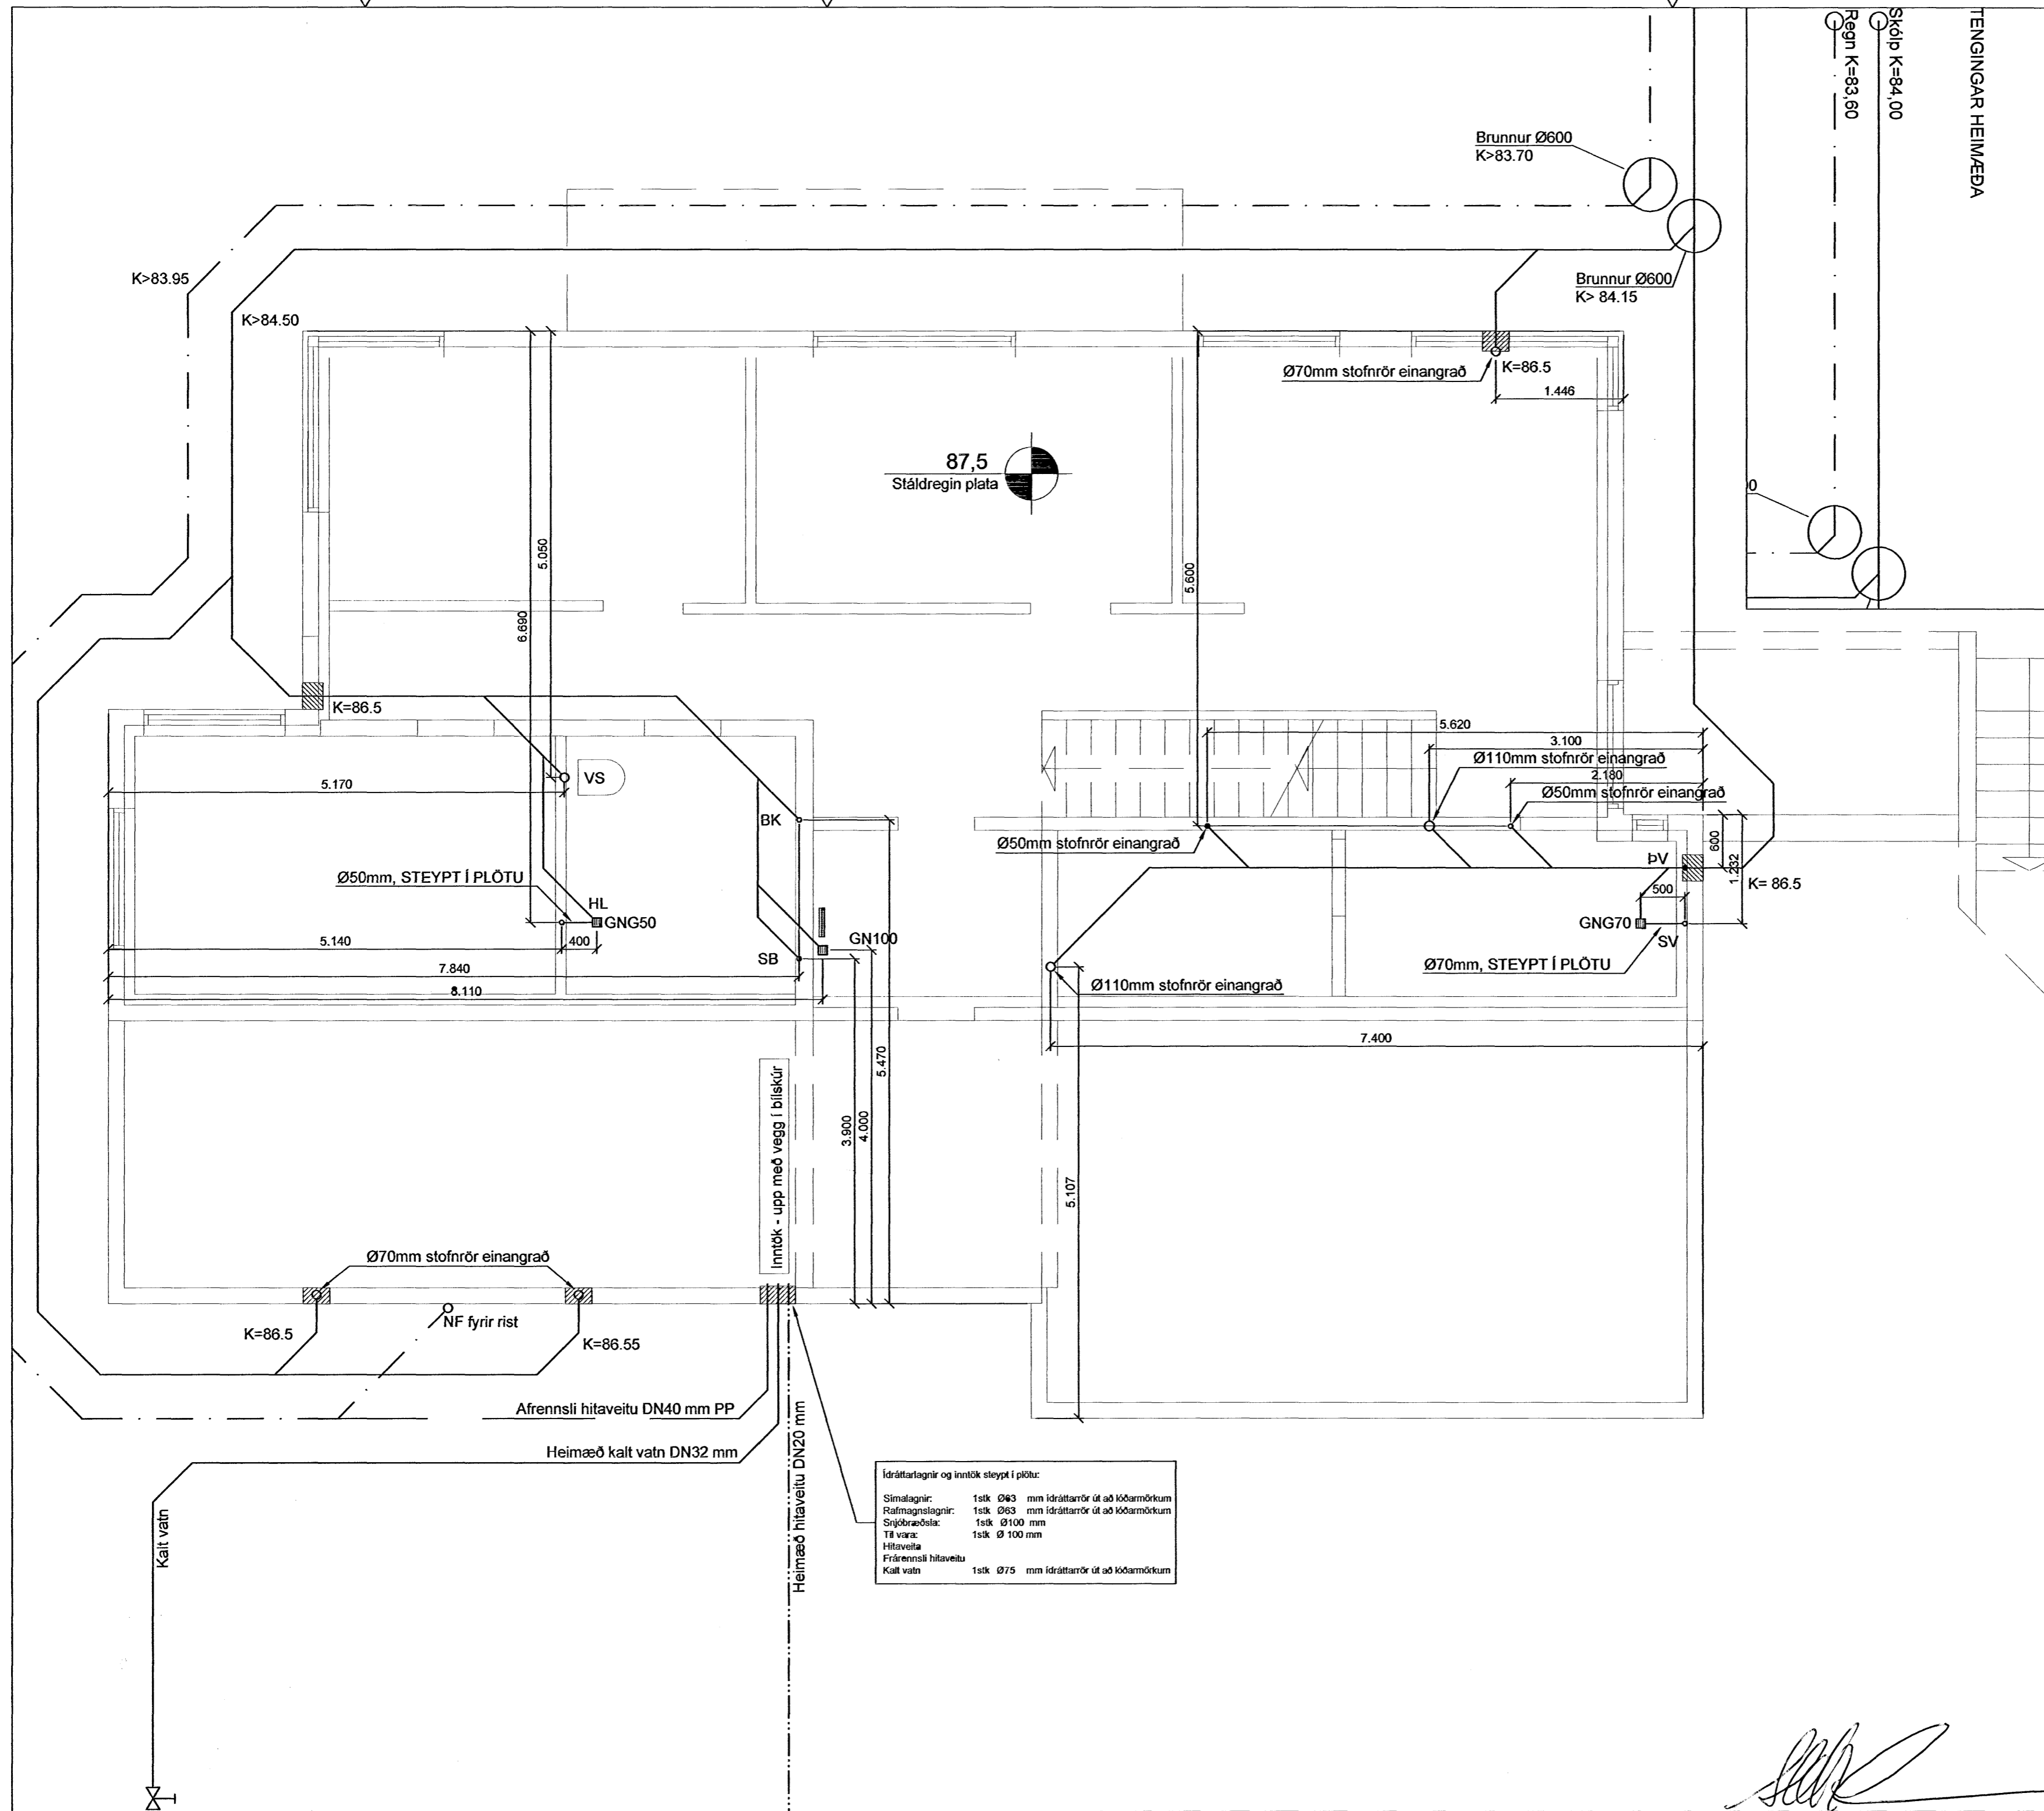 TENGINGAR HEIMÆÐA
Skólp K=84,00
Regn K=83,60
Brunnur Ø600
K>83.70
Brunnur Ø600
K> 84.15
K>83.95
K>84.50
Ø70mm stofnrör einangrað
K=86.5
1.446
87,5
Stáldregin plata
5.050
6.690
5.600
K=86.5
5.620
3.100
Ø110mm stofnrör einangrað
2.180
Ø50mm stofnrör einangrað
5.170
VS
BK
Ø50mm stofnrör einangrað
ÞV
600
1.232
K= 86.5
500
Ø50mm, STEYPT Í PLÖTU
HL
GNG50
5.140
400
GN100
SB
GNG70
SV
Ø70mm, STEYPT Í PLÖTU
7.840
8.110
Ø110mm stofnrör einangrað
7.400
5.470
3.900
4.000
5.107
Inntök - upp með vegg í bílskúr
Ø70mm stofnrör einangrað
K=86.5
NF fyrir rist
K=86.55
Afrennsli hitaveitu DN40 mm PP
Heimæð kalt vatn DN32 mm
Heimæð hitaveitu DN20 mm
Kalt vatn
Ídráttarlagnir og inntök steypt í plötu:
Símalagnir: 1stk Ø63 mm ídráttarrör út að lóðarmörkum
Rafmagnslagnir: 1stk Ø63 mm ídráttarrör út að lóðarmörkum
Snjóbræðsla: 1stk Ø100 mm
Til vara: 1stk Ø 100 mm
Hitaveita
Frárennsli hitaveitu
Kalt vatn 1stk Ø75 mm ídráttarrör út að lóðarmörkum